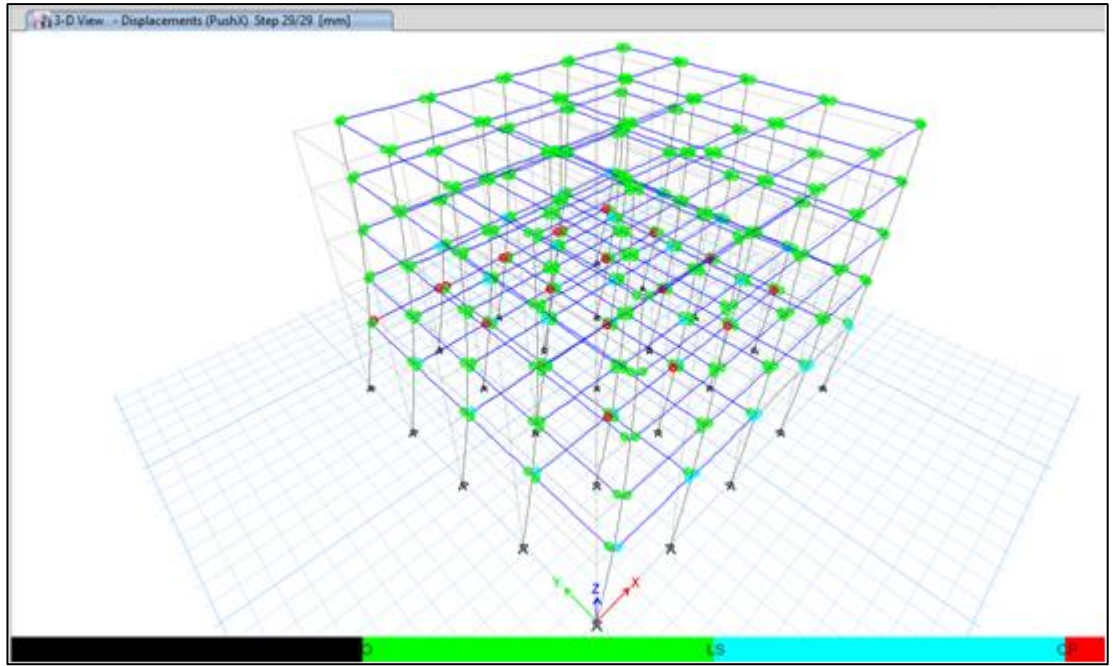 3-D View - Displacements (PushX) Step 29/29 [mm]
Y
Z
X
IO
LS
CP